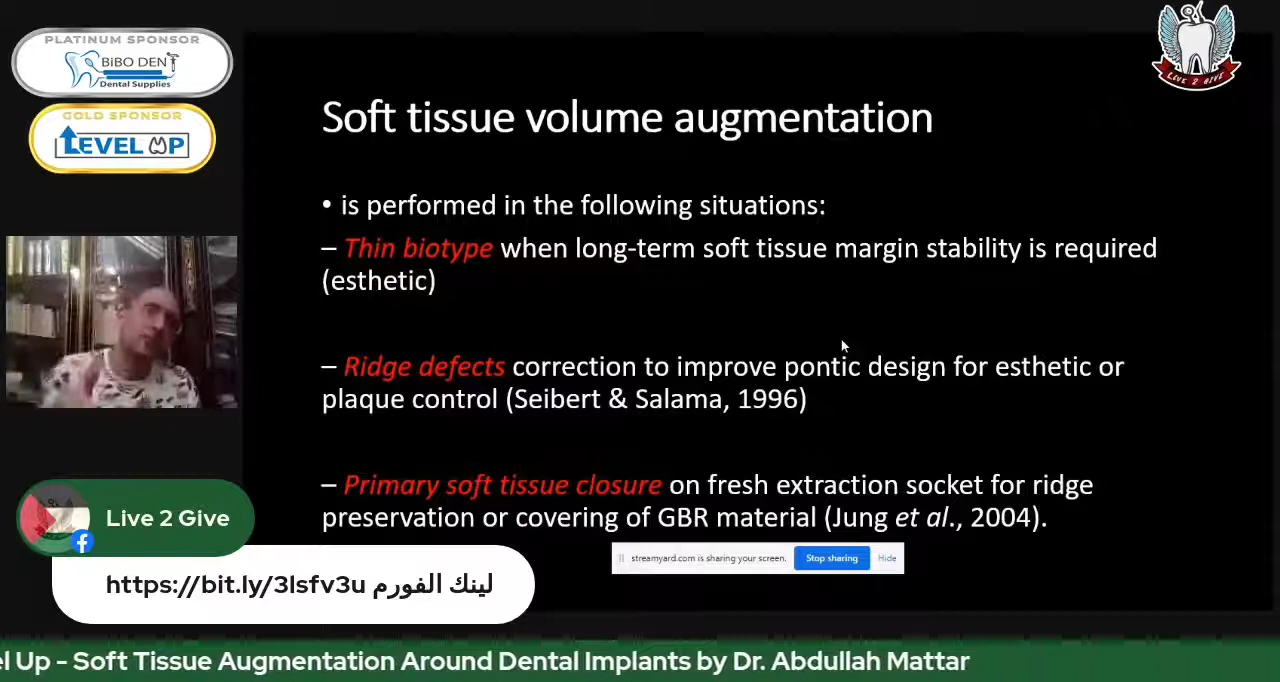 PLATINUM SPONSOR
BiBO DENT
Dental Supplies
GOLD SPONSOR
LEVEL UP
LIVE 2 GIVE
Soft tissue volume augmentation
• is performed in the following situations:
– Thin biotype when long-term soft tissue margin stability is required
(esthetic)
– Ridge defects correction to improve pontic design for esthetic or
plaque control (Seibert & Salama, 1996)
– Primary soft tissue closure on fresh extraction socket for ridge
preservation or covering of GBR material (Jung et al., 2004).
streamyard.com is sharing your screen.
Stop sharing
Hide
Live 2 Give
https://bit.ly/3lsfv3u لينك الفورم
el Up - Soft Tissue Augmentation Around Dental Implants by Dr. Abdullah Mattar